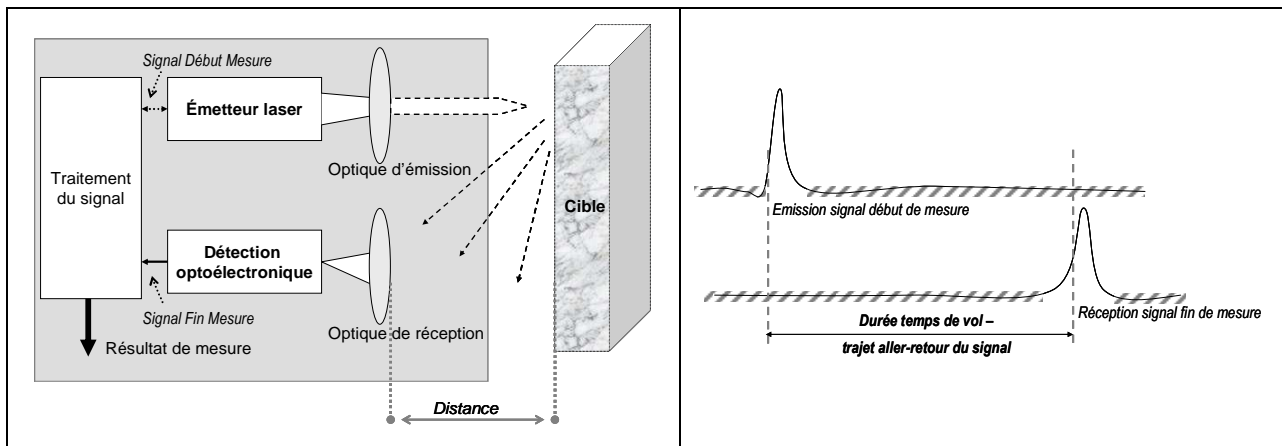 Signal Début Mesure
Émetteur laser
Optique d'émission
Traitement
du signal
Cible
Détection
optoélectronique
Signal Fin Mesure
Optique de réception
Résultat de mesure
Distance
Emission signal début de mesure
Réception signal fin de mesure
Durée temps de vol –
trajet aller-retour du signal